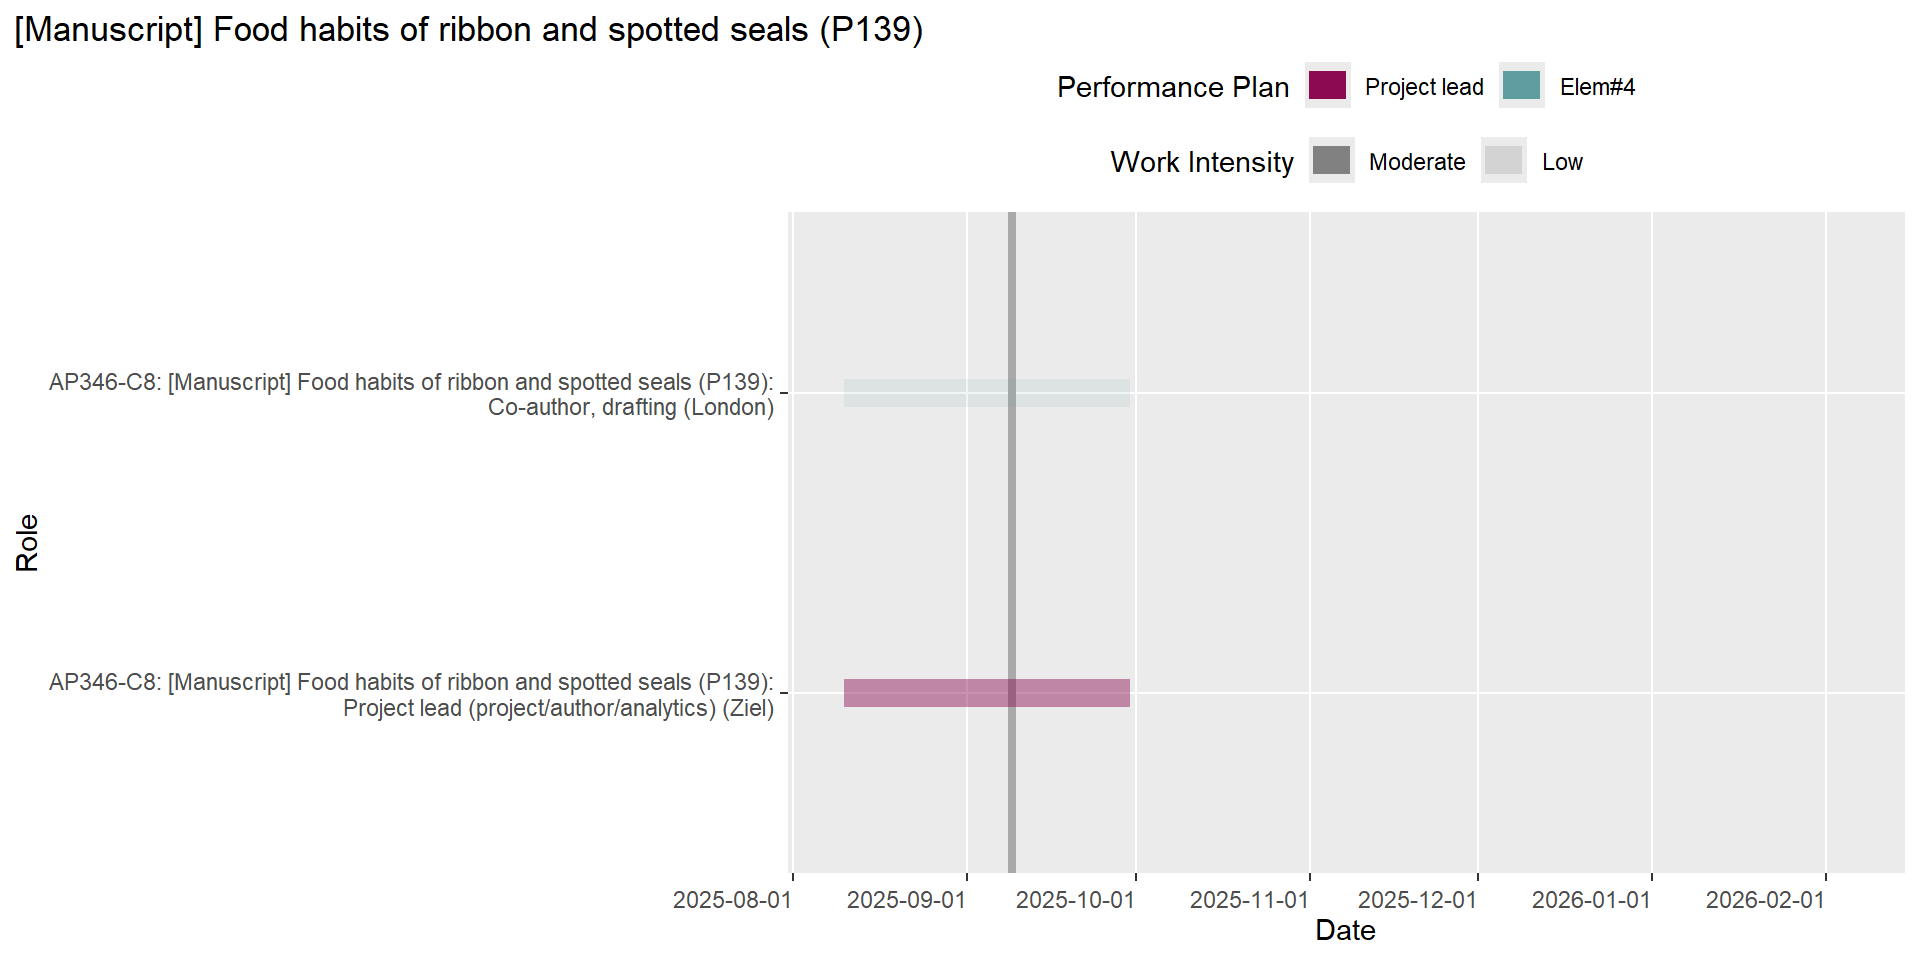 [Manuscript] Food habits of ribbon and spotted seals (P139)
Performance Plan Project lead Elem#4
Work Intensity Moderate Low
AP346-C8: [Manuscript] Food habits of ribbon and spotted seals (P139):
Co-author, drafting (London)
Role
AP346-C8: [Manuscript] Food habits of ribbon and spotted seals (P139):
Project lead (project/author/analytics) (Ziel)
2025-08-01 2025-09-01 2025-10-01 2025-11-01 2025-12-01 2026-01-01 2026-02-01
Date